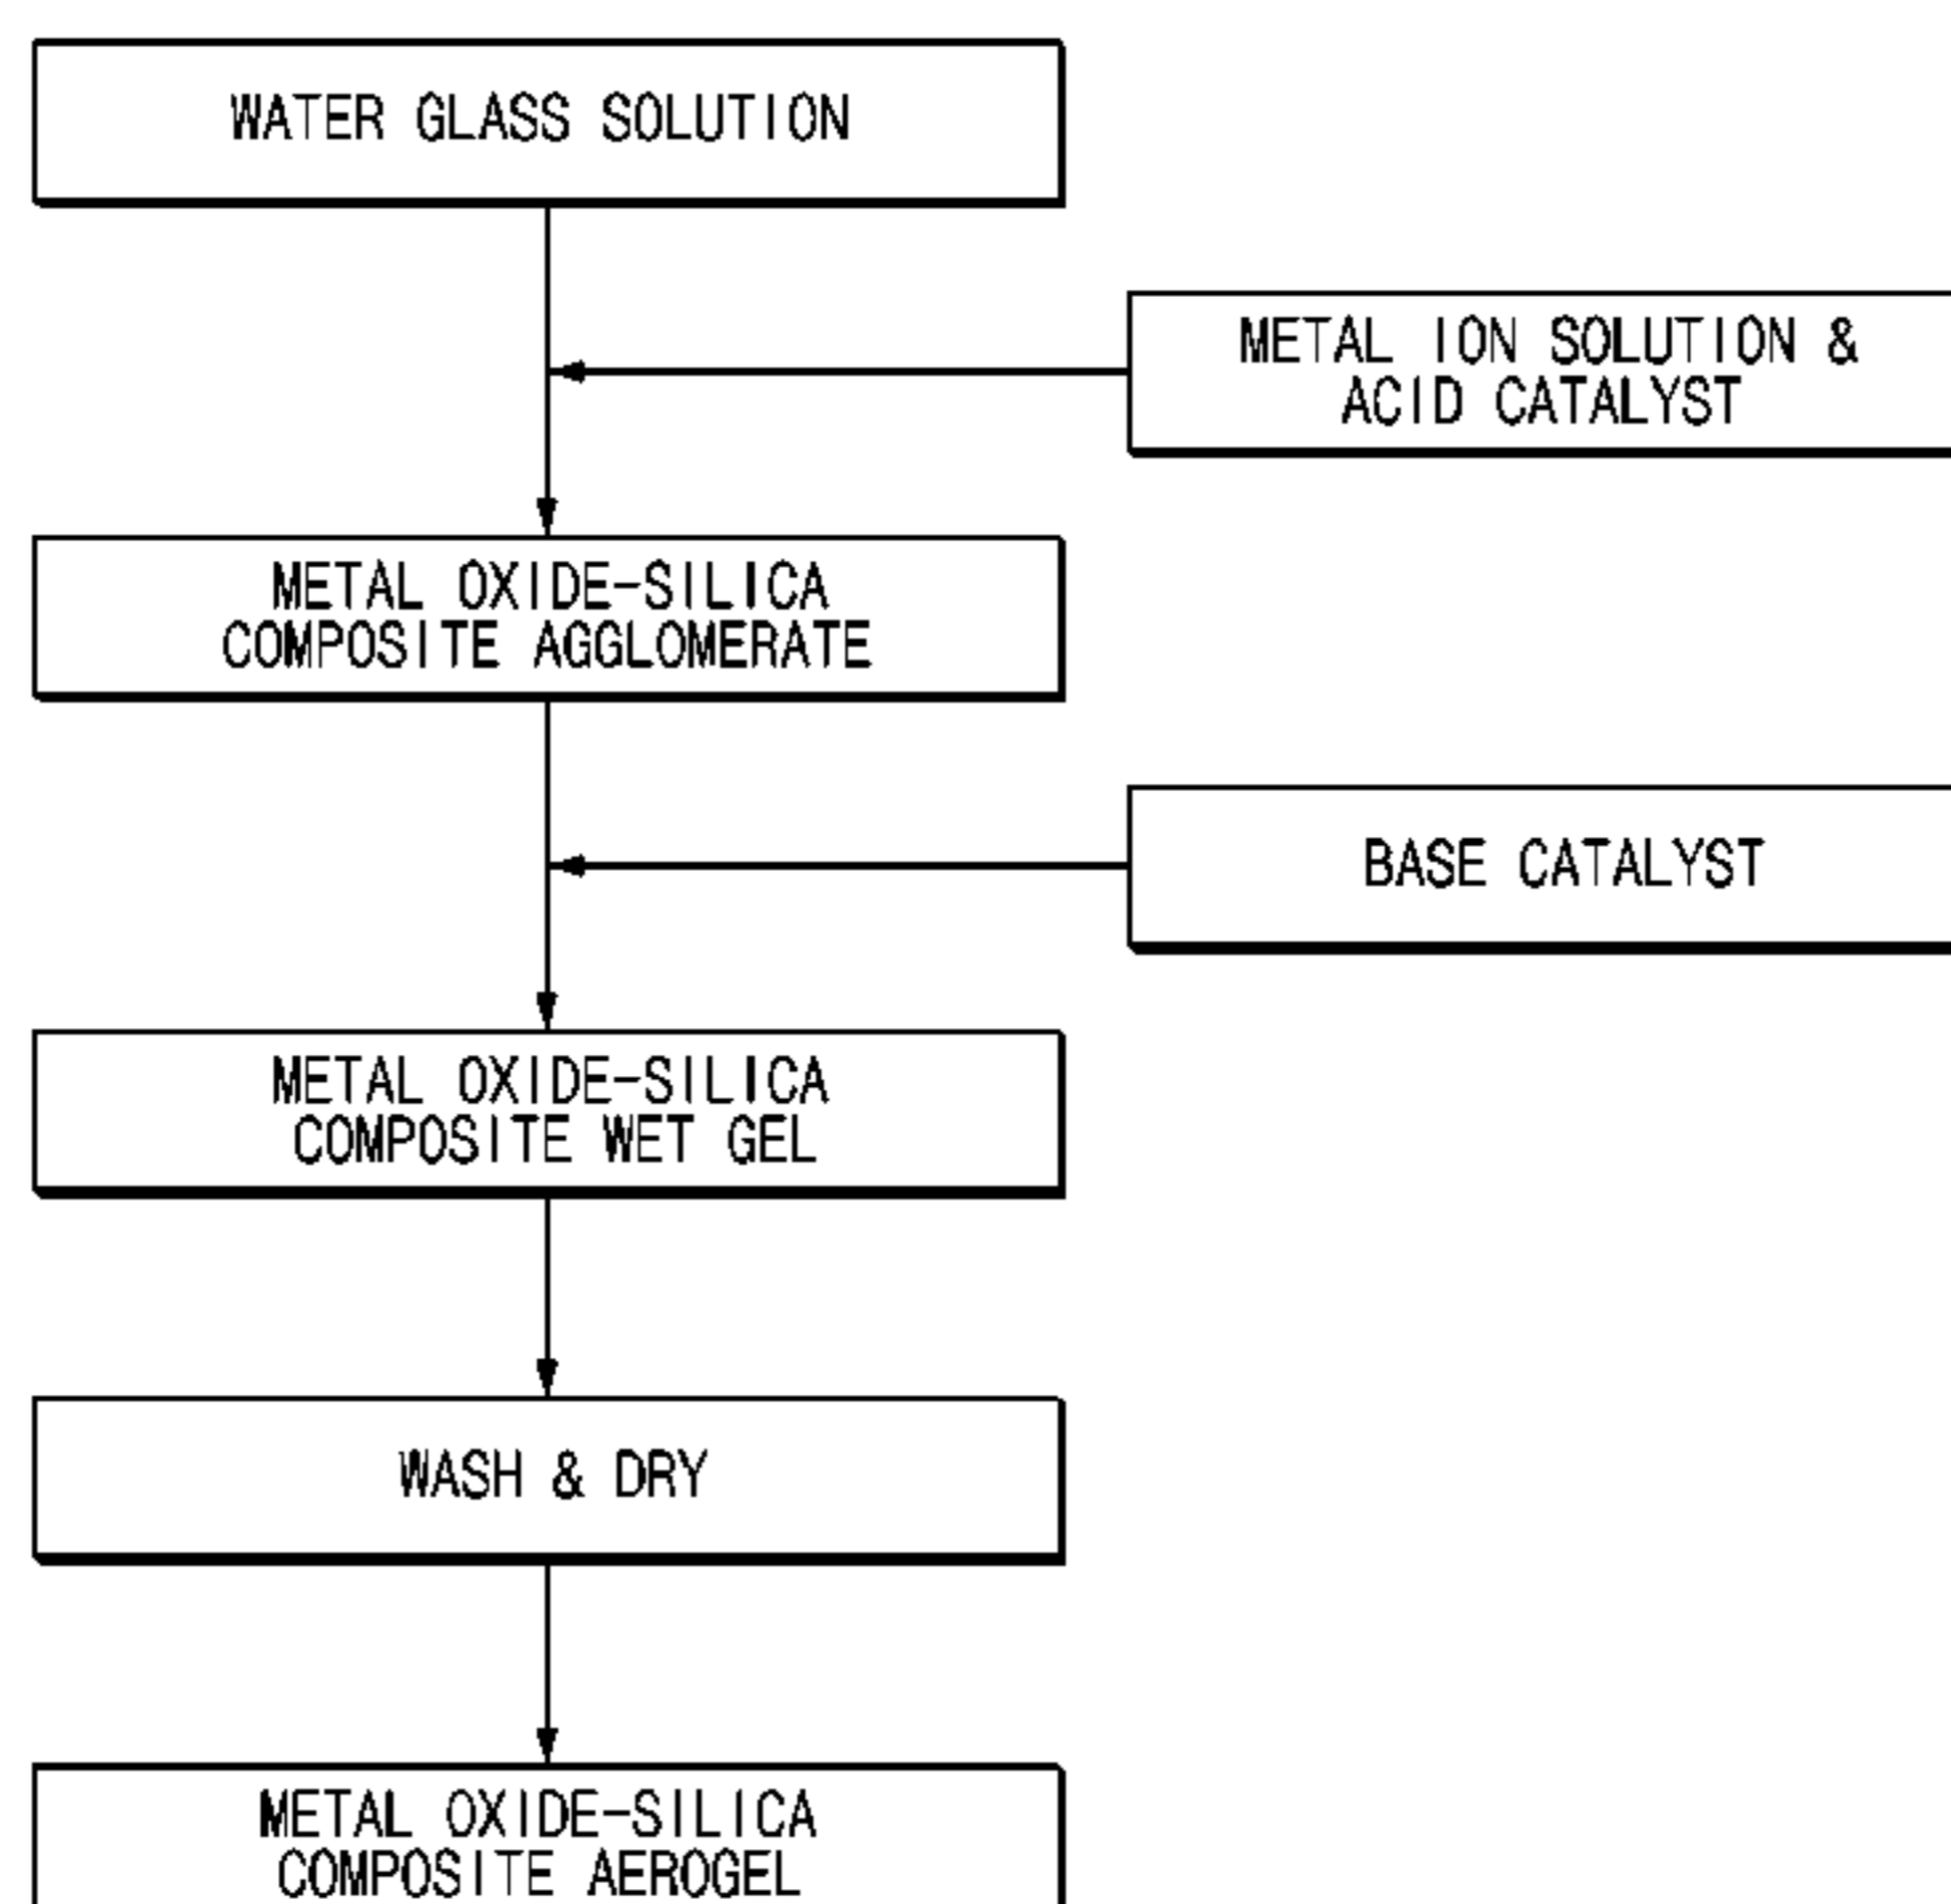 WATER GLASS SOLUTION
METAL ION SOLUTION &
ACID CATALYST
METAL OXIDE-SILICA
COMPOSITE AGGLOMERATE
BASE CATALYST
METAL OXIDE-SILICA
COMPOSITE WET GEL
WASH & DRY
METAL OXIDE-SILICA
COMPOSITE AEROGEL